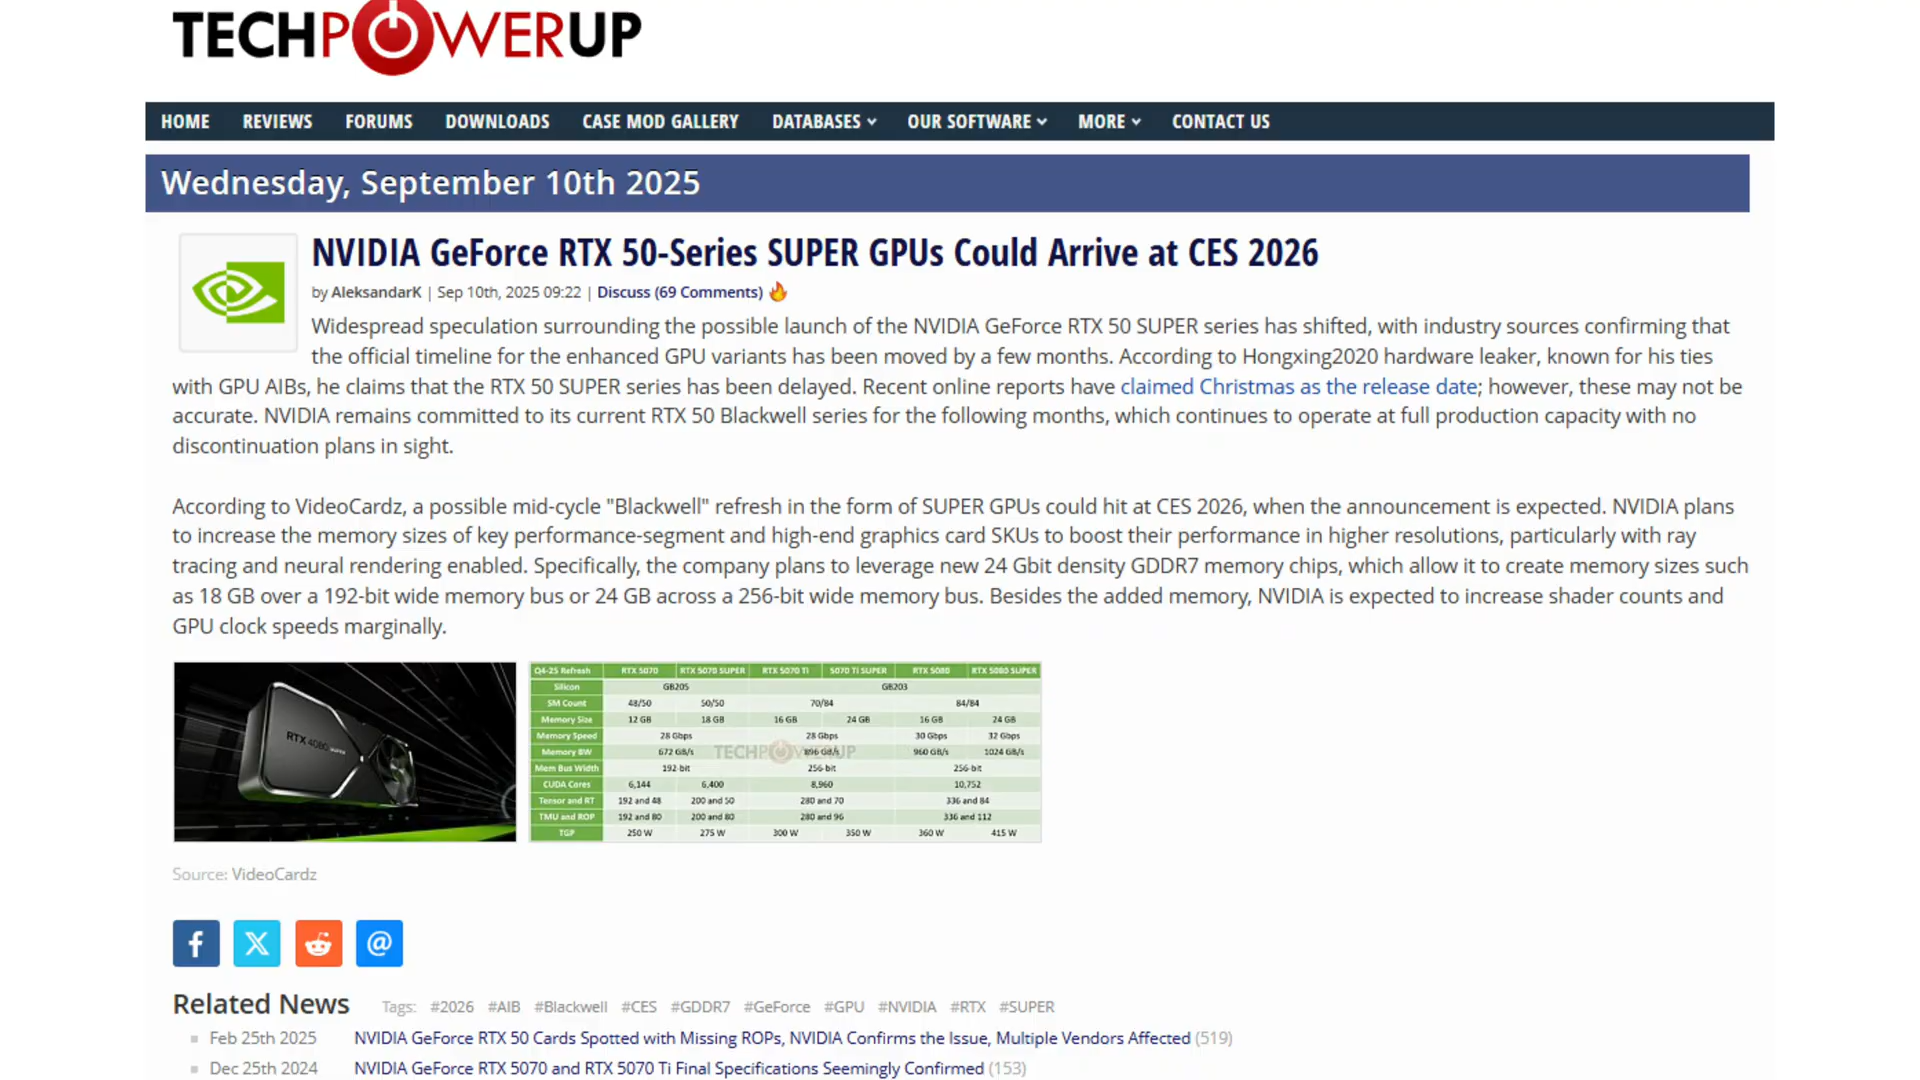 TECHPOWERUP
HOME REVIEWS FORUMS DOWNLOADS CASE MOD GALLERY DATABASES OUR SOFTWARE MORE CONTACT US
Wednesday, September 10th 2025
NVIDIA GeForce RTX 50-Series SUPER GPUs Could Arrive at CES 2026
by AleksandarK | Sep 10th, 2025 09:22 | Discuss (69 Comments)
Widespread speculation surrounding the possible launch of the NVIDIA GeForce RTX 50 SUPER series has shifted, with industry sources confirming that
the official timeline for the enhanced GPU variants has been moved by a few months. According to Hongxing2020 hardware leaker, known for his ties
with GPU AIBs, he claims that the RTX 50 SUPER series has been delayed. Recent online reports have claimed Christmas as the release date; however, these may not be
accurate. NVIDIA remains committed to its current RTX 50 Blackwell series for the following months, which continues to operate at full production capacity with no
discontinuation plans in sight.
According to VideoCardz, a possible mid-cycle "Blackwell" refresh in the form of SUPER GPUs could hit at CES 2026, when the announcement is expected. NVIDIA plans
to increase the memory sizes of key performance-segment and high-end graphics card SKUs to boost their performance in higher resolutions, particularly with ray
tracing and neural rendering enabled. Specifically, the company plans to leverage new 24 Gbit density GDDR7 memory chips, which allow it to create memory sizes such
as 18 GB over a 192-bit wide memory bus or 24 GB across a 256-bit wide memory bus. Besides the added memory, NVIDIA is expected to increase shader counts and
GPU clock speeds marginally.
RTX 4080 SUPER
Q4-25 Refresh RTX 5070 RTX 5070 SUPER RTX 5070 Ti 5070 Ti SUPER RTX 5080 RTX 5080 SUPER
Silicon GB205 GB203
SM Count 48/50 50/50 70/84 84/84
Memory Size 12 GB 18 GB 16 GB 24 GB 16 GB 24 GB
Memory Speed 28 Gbps 28 Gbps 30 Gbps 32 Gbps
Memory BW 672 GB/s 896 GB/s 960 GB/s 1024 GB/s
TECHPOWERUP
Mem Bus Width 192-bit 256-bit 256-bit
CUDA Cores 6,144 6,400 8,960 10,752
Tensor and RT 192 and 48 200 and 50 280 and 70 336 and 84
TMU and ROP 192 and 80 200 and 80 280 and 96 336 and 112
TGP 250 W 275 W 300 W 350 W 360 W 415 W
Source: VideoCardz
Related News Tags: #2026 #AIB #Blackwell #CES #GDDR7 #GeForce #GPU #NVIDIA #RTX #SUPER
Feb 25th 2025 NVIDIA GeForce RTX 50 Cards Spotted with Missing ROPs, NVIDIA Confirms the Issue, Multiple Vendors Affected (519)
Dec 25th 2024 NVIDIA GeForce RTX 5070 and RTX 5070 Ti Final Specifications Seemingly Confirmed (153)